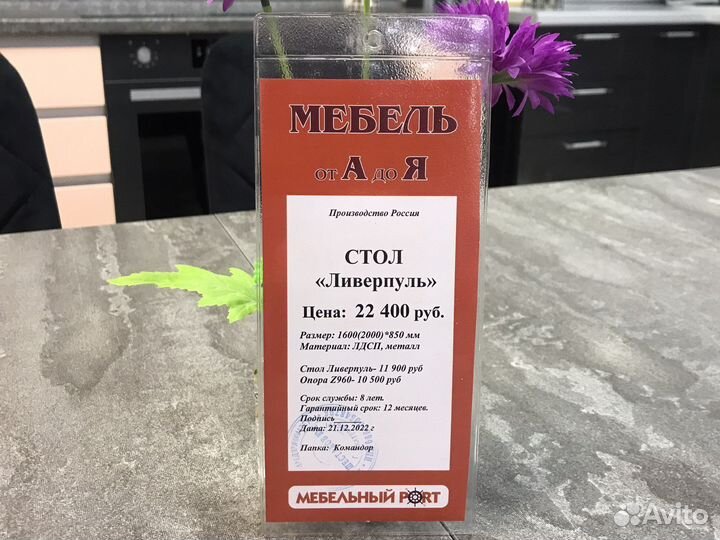 МЕБЕЛЬ
от А до Я
Производство Россия
СТОЛ
«Ливерпуль»
Цена: 22 400 руб.
Размер: 1600(2000)*850 мм
Материал: ЛДСП, металл
Стол Ливерпуль- 11 900 руб
Опора Z960- 10 500 руб
Срок службы: 8 лет.
Гарантийный срок: 12 месяцев.
Подпись
Дата: 21.12.2022 г
Папка: Командор
МЕБЕЛЬНЫЙ PORT
Avito